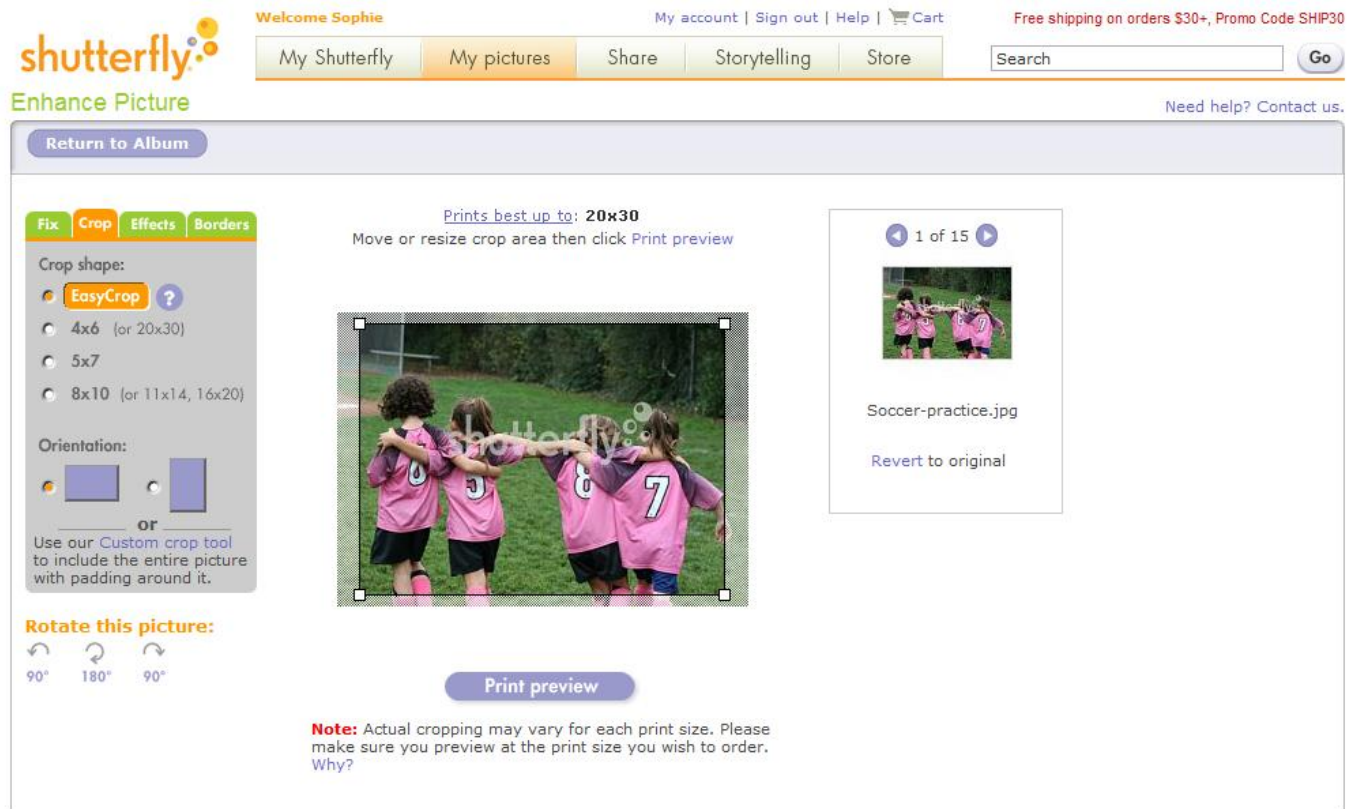 shutterfly
Welcome Sophie
My account | Sign out | Help | Cart
Free shipping on orders $30+, Promo Code SHIP30
My Shutterfly
My pictures
Share
Storytelling
Store
Search
Go
Enhance Picture
Need help? Contact us.
Return to Album
Fix
Crop
Effects
Borders
Crop shape:
EasyCrop ?
4x6 (or 20x30)
5x7
8x10 (or 11x14, 16x20)
Orientation:
or
Use our Custom crop tool
to include the entire picture
with padding around it.
Rotate this picture:
90° 180° 90°
Prints best up to: 20x30
Move or resize crop area then click Print preview
shutterfly
6 5 8 7
Print preview
Note: Actual cropping may vary for each print size. Please
make sure you preview at the print size you wish to order.
Why?
1 of 15
shutterfly
Soccer-practice.jpg
Revert to original